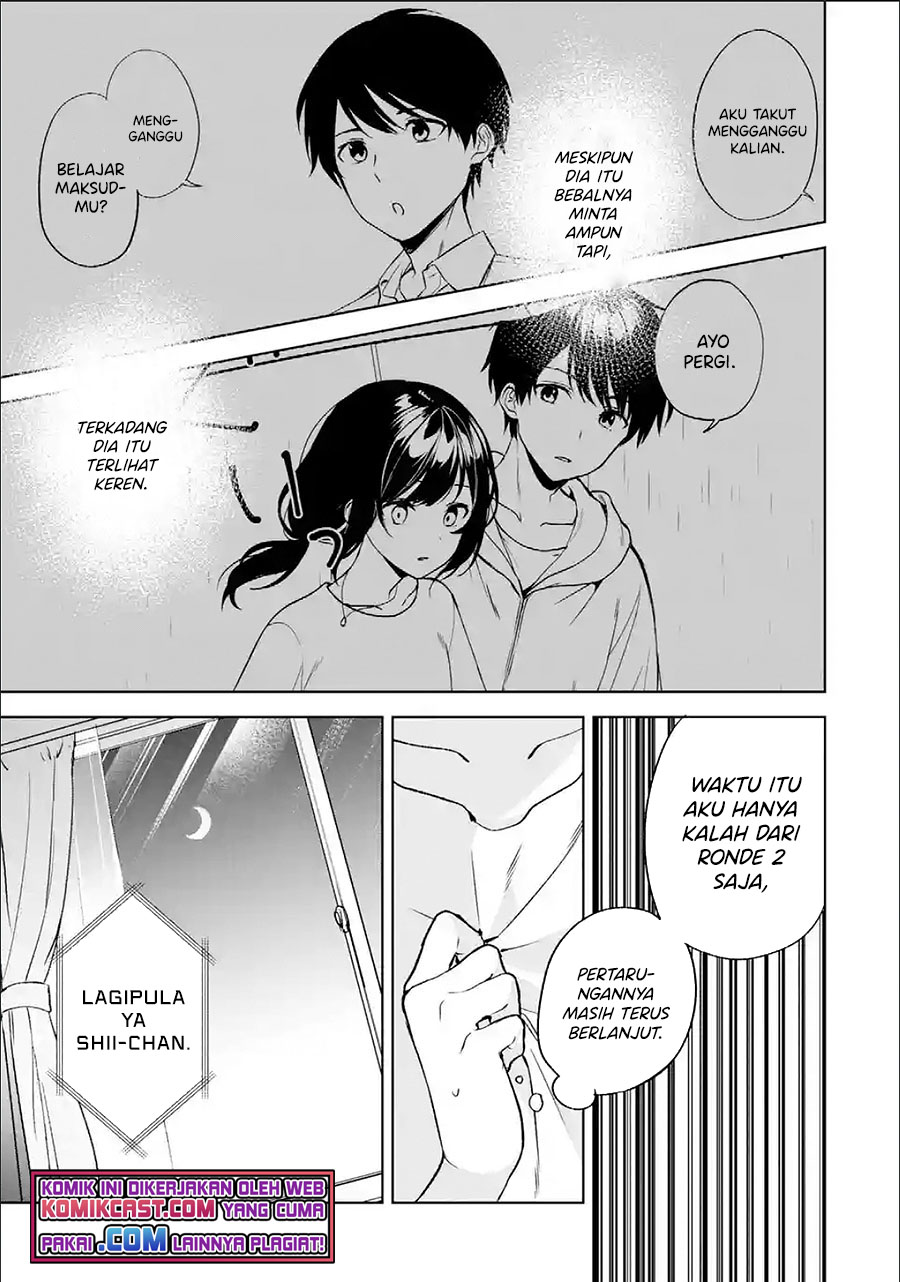 AKU TAKUT
MENGGANGGU
KALIAN.
MESKIPUN
DIA ITU
BEBALNYA
MINTA
AMPUN
TAPI,
MENG-
GANGGU
BELAJAR
MAKSUD-
MU?
AYO
PERGI.
TERKADANG
DIA ITU
TERLIHAT
KEREN.
WAKTU ITU
AKU HANYA
KALAH DARI
RONDE 2
SAJA,
PERTARU-
NGANNYA
MASIH TERUS
BERLANJUT.
LAGIPULA
YA
SHII-CHAN.
KOMIK INI DIKERJAKAN OLEH WEB
KOMIKCAST.COM YANG CUMA
PAKAI .COM LAINNYA PLAGIAT!